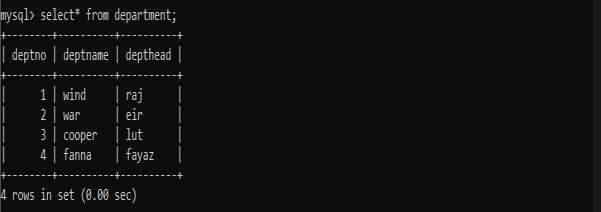 mysql> select* from department;
+--------+----------+----------+
| deptno | deptname | depthead |
+--------+----------+----------+
|      1 | wind     | raj      |
|      2 | war      | eir      |
|      3 | cooper   | lut      |
|      4 | fanna    | fayaz    |
+--------+----------+----------+
4 rows in set (0.00 sec)